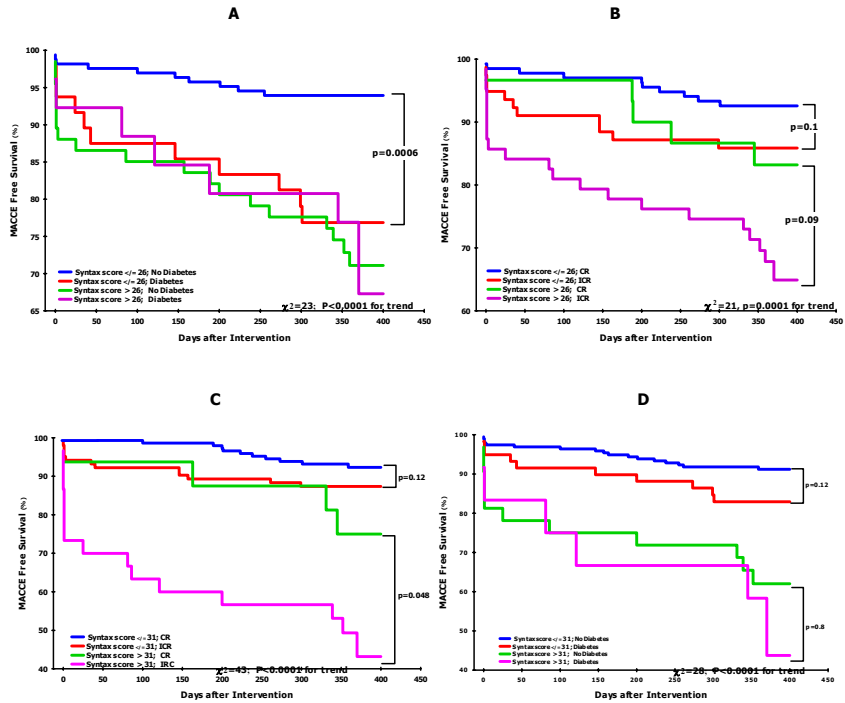 A
MACCE Free Survival (%)
100
95
90
85
80
75
70
65
p=0.0006
Syntax score </= 26; No Diabetes
Syntax score </= 26; Diabetes
Syntax score > 26; No Diabetes
Syntax score > 26; Diabetes
χ2=23; P<0.0001 for trend
0 50 100 150 200 250 300 350 400 450
Days after Intervention
B
MACCE Free Survival (%)
100
90
80
70
60
p=0.1
p=0.09
Syntax score </= 26; CR
Syntax score </= 26; ICR
Syntax score > 26; CR
Syntax score > 26; ICR
χ2=21, p=0.0001 for trend
0 50 100 150 200 250 300 350 400 450
Days after Intervention
C
MACCE Free Survival (%)
100
90
80
70
60
50
40
p=0.12
p=0.048
Syntax score </= 31; CR
Syntax score </= 31; ICR
Syntax score > 31; CR
Syntax score > 31; IRC
χ2=43; P<0.0001 for trend
0 50 100 150 200 250 300 350 400 450
Days after Intervention
D
MACCE Free Survival (%)
100
90
80
70
60
50
40
p=0.12
p=0.8
Syntax score </= 31; No Diabetes
Syntax score </= 31; Diabetes
Syntax score > 31; No Diabetes
Syntax score > 31; Diabetes
χ2=28; P<0.0001 for trend
0 50 100 150 200 250 300 350 400 450
Days after Intervention